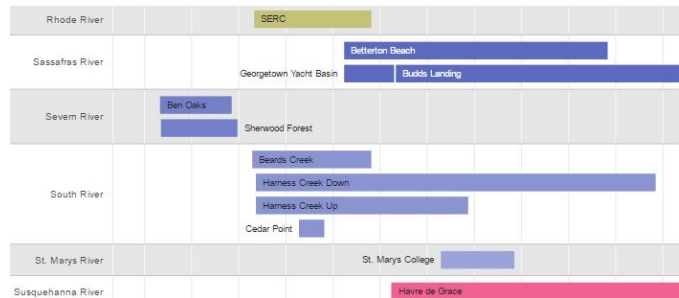 Rhode River
SERC
Sassafras River
Betterton Beach
Georgetown Yacht Basin
Budds Landing
Severn River
Ben Oaks
Sherwood Forest
South River
Beards Creek
Harness Creek Down
Harness Creek Up
Cedar Point
St. Marys River
St. Marys College
Susquehanna River
Havre de Grace